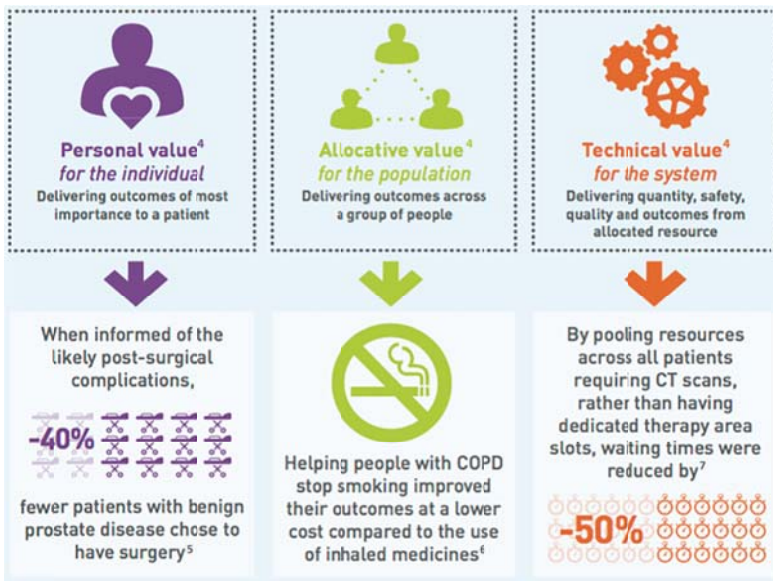 Personal value4
for the individual
Delivering outcomes of most
importance to a patient
Allocative value4
for the population
Delivering outcomes across
a group of people
Technical value4
for the system
Delivering quantity, safety,
quality and outcomes from
allocated resource
When informed of the
likely post-surgical
complications,
-40%
fewer patients with benign
prostate disease chose to
have surgery5
Helping people with COPD
stop smoking improved
their outcomes at a lower
cost compared to the use
of inhaled medicines6
By pooling resources
across all patients
requiring CT scans,
rather than having
dedicated therapy area
slots, waiting times were
reduced by7
-50%